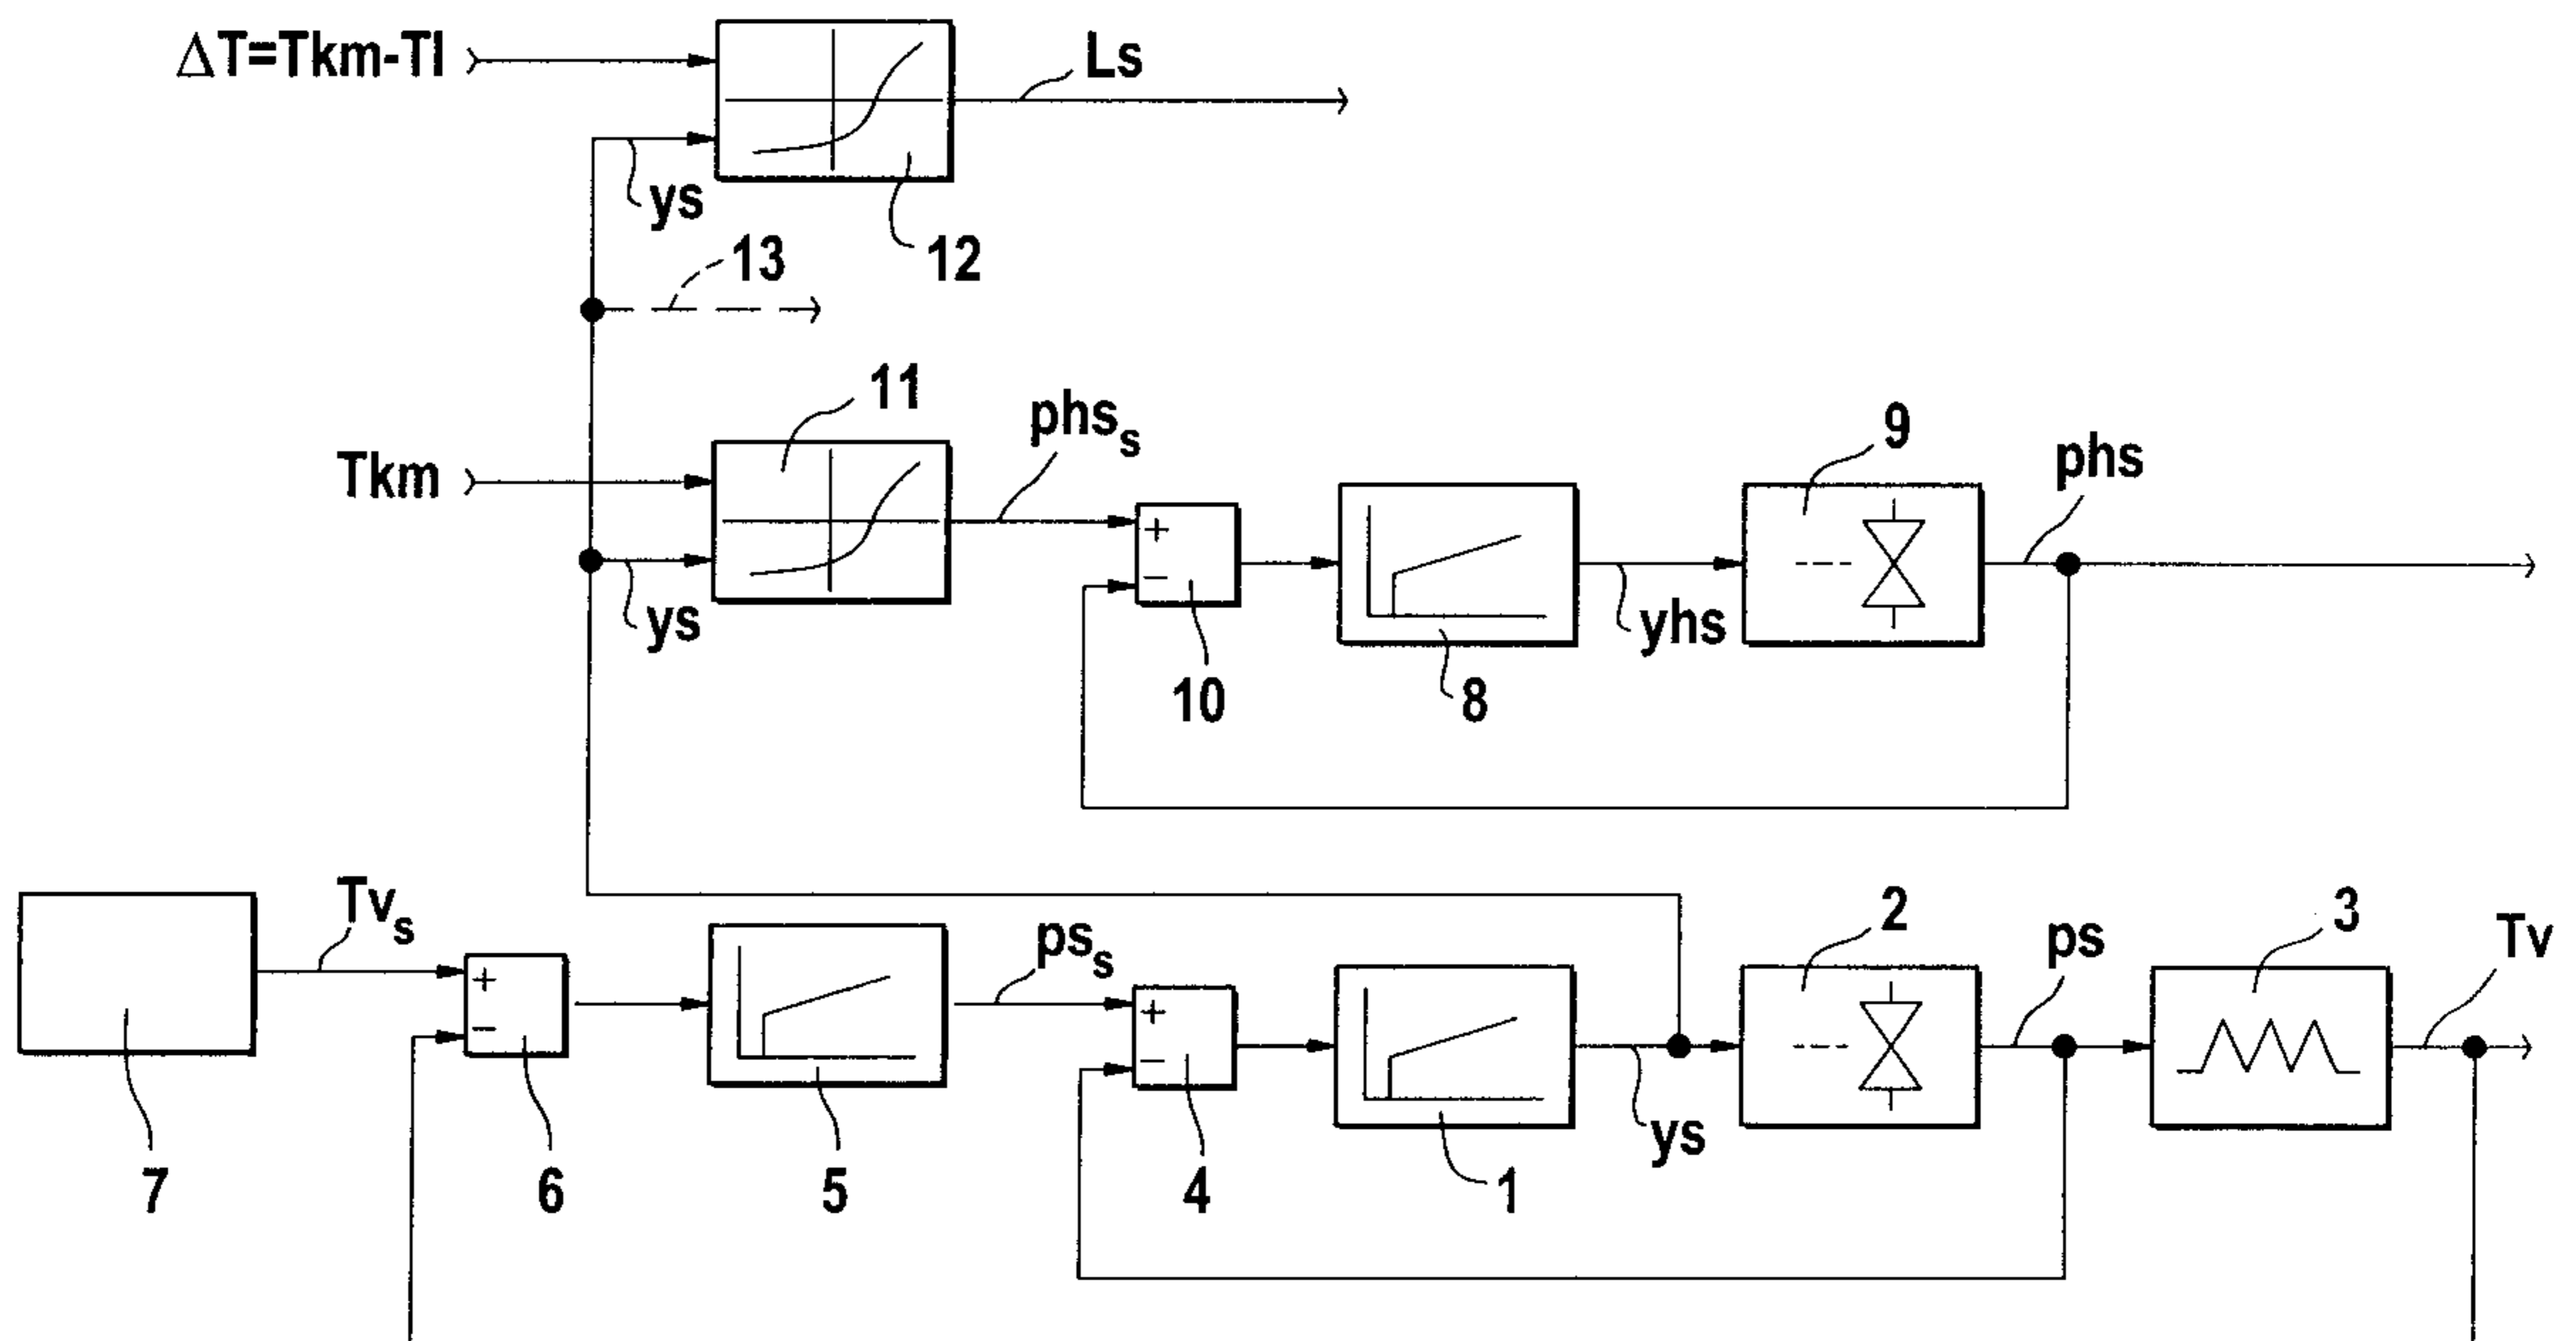 ΔT=Tkm-Tl
Ls
ys
12
13
11
phsₛ
9
phs
Tkm
+
−
ys
yhs
10
8
Tvₛ
psₛ
2
ps
3
Tv
+
−
+
−
ys
7
6
5
4
1